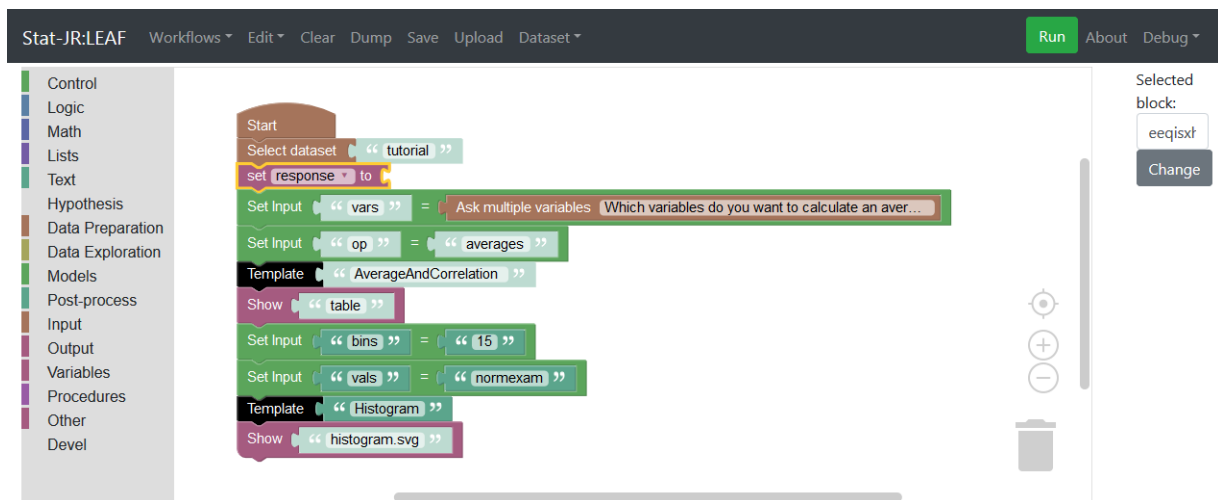 Stat-JR:LEAF Workflows Edit Clear Dump Save Upload Dataset Run About Debug
Control
Logic
Math
Lists
Text
Hypothesis
Data Preparation
Data Exploration
Models
Post-process
Input
Output
Variables
Procedures
Other
Devel
Start
Select dataset “ tutorial ”
set response to
Set Input “ vars ” = Ask multiple variables Which variables do you want to calculate an aver...
Set Input “ op ” = “ averages ”
Template “ AverageAndCorrelation ”
Show “ table ”
Set Input “ bins ” = “ 15 ”
Set Input “ vals ” = “ normexam ”
Template “ Histogram ”
Show “ histogram.svg ”
Selected
block:
Change